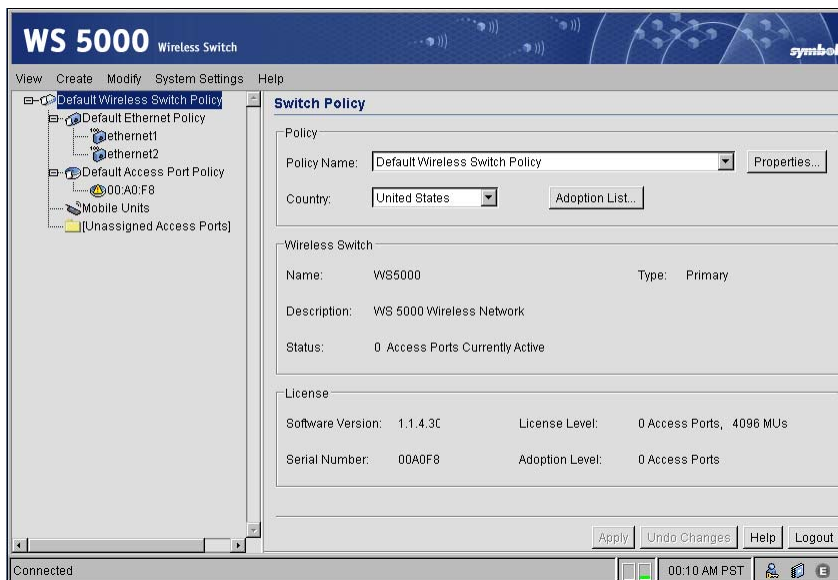 WS 5000 Wireless Switch
symbol
View Create Modify System Settings Help
Default Wireless Switch Policy
Default Ethernet Policy
100 ethernet1
100 ethernet2
Default Access Port Policy
00:A0:F8
Mobile Units
[Unassigned Access Ports]
Switch Policy
Policy
Policy Name: Default Wireless Switch Policy Properties...
Country: United States Adoption List...
Wireless Switch
Name: WS5000 Type: Primary
Description: WS 5000 Wireless Network
Status: 0 Access Ports Currently Active
License
Software Version: 1.1.4.30 License Level: 0 Access Ports, 4096 MUs
Serial Number: 00A0F8 Adoption Level: 0 Access Ports
Apply Undo Changes Help Logout
Connected 00:10 AM PST E